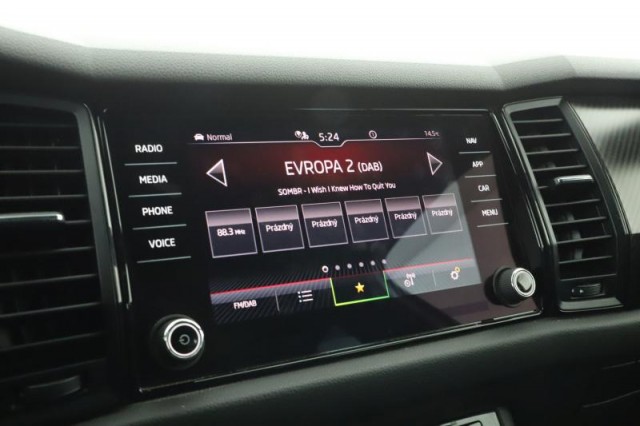 Normal 5:24 14.5°C
RADIO
MEDIA
PHONE
VOICE
EVROPA 2 (DAB)
SOMBR - I Wish I Knew How To Quit You
88.3 MHz Prázdný Prázdný Prázdný Prázdný Prázdný
FM/DAB
NAV
APP
CAR
MENU